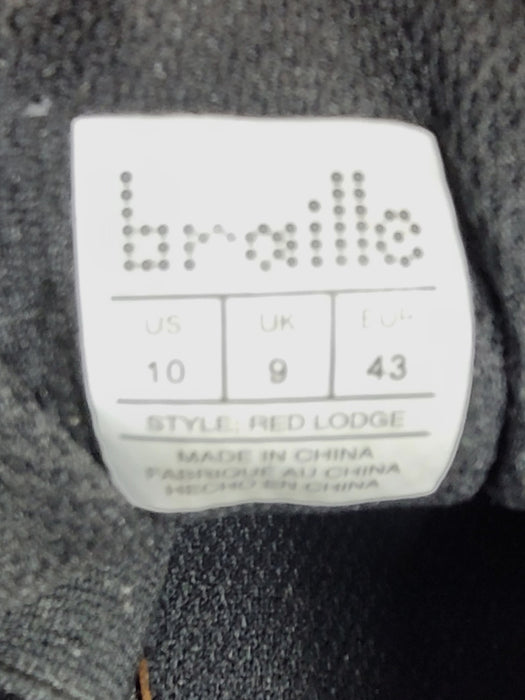 braille
US UK EUR
10 9 43
STYLE: RED LODGE
MADE IN CHINA
FABRIQUE AU CHINA
HECHO EN CHINA